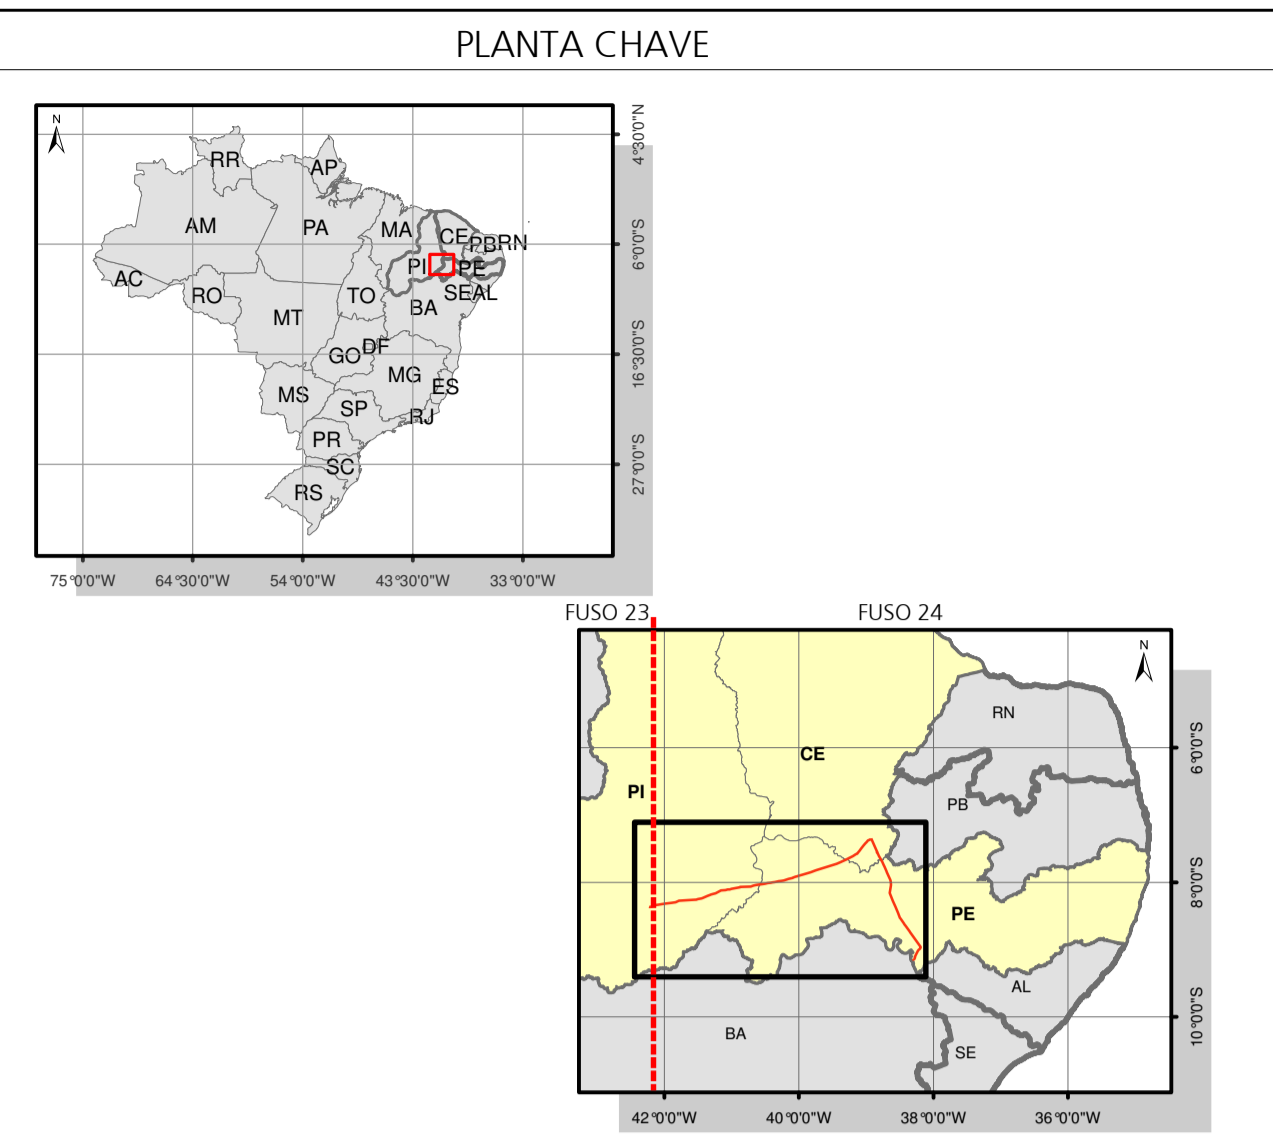 PLANTA CHAVE
N
4°30'0"N
RR
AP
AM
PA
MA
CE
PB
RN
6°0'0"S
PI
PE
AC
RO
TO
SE
AL
BA
MT
DF
GO
16°30'0"S
MG
ES
MS
SP
RJ
PR
SC
27°0'0"S
RS
75°0'0"W 64°30'0"W 54°0'0"W 43°30'0"W 33°0'0"W
FUSO 23 FUSO 24
N
RN
6°0'0"S
CE
PI
PB
8°0'0"S
PE
AL
10°0'0"S
BA
SE
42°0'0"W 40°0'0"W 38°0'0"W 36°0'0"W